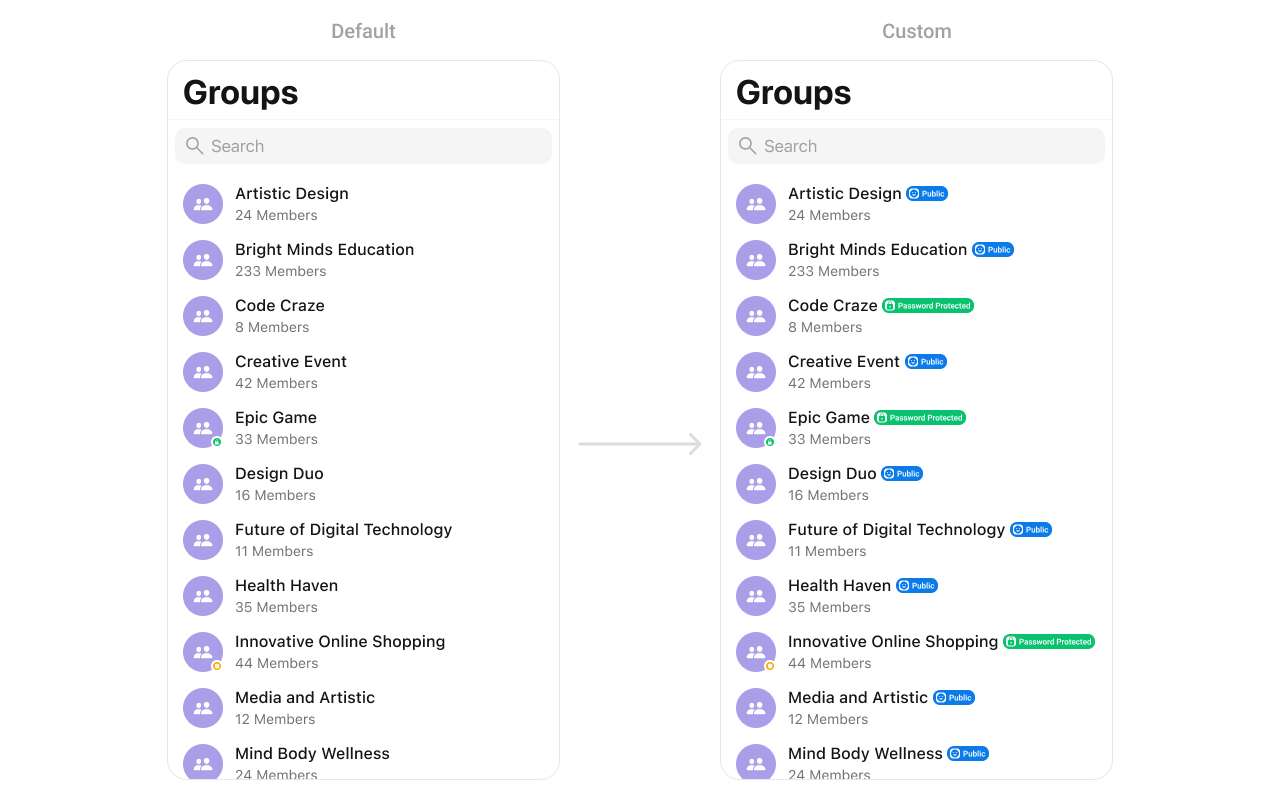 Default
Groups
Search
Artistic Design
24 Members
Bright Minds Education
233 Members
Code Craze
8 Members
Creative Event
42 Members
Epic Game
33 Members
Design Duo
16 Members
Future of Digital Technology
11 Members
Health Haven
35 Members
Innovative Online Shopping
44 Members
Media and Artistic
12 Members
Mind Body Wellness
24 Members
Custom
Groups
Search
Artistic Design Public
24 Members
Bright Minds Education Public
233 Members
Code Craze Password Protected
8 Members
Creative Event Public
42 Members
Epic Game Password Protected
33 Members
Design Duo Public
16 Members
Future of Digital Technology Public
11 Members
Health Haven Public
35 Members
Innovative Online Shopping Password Protected
44 Members
Media and Artistic Public
12 Members
Mind Body Wellness Public
24 Members